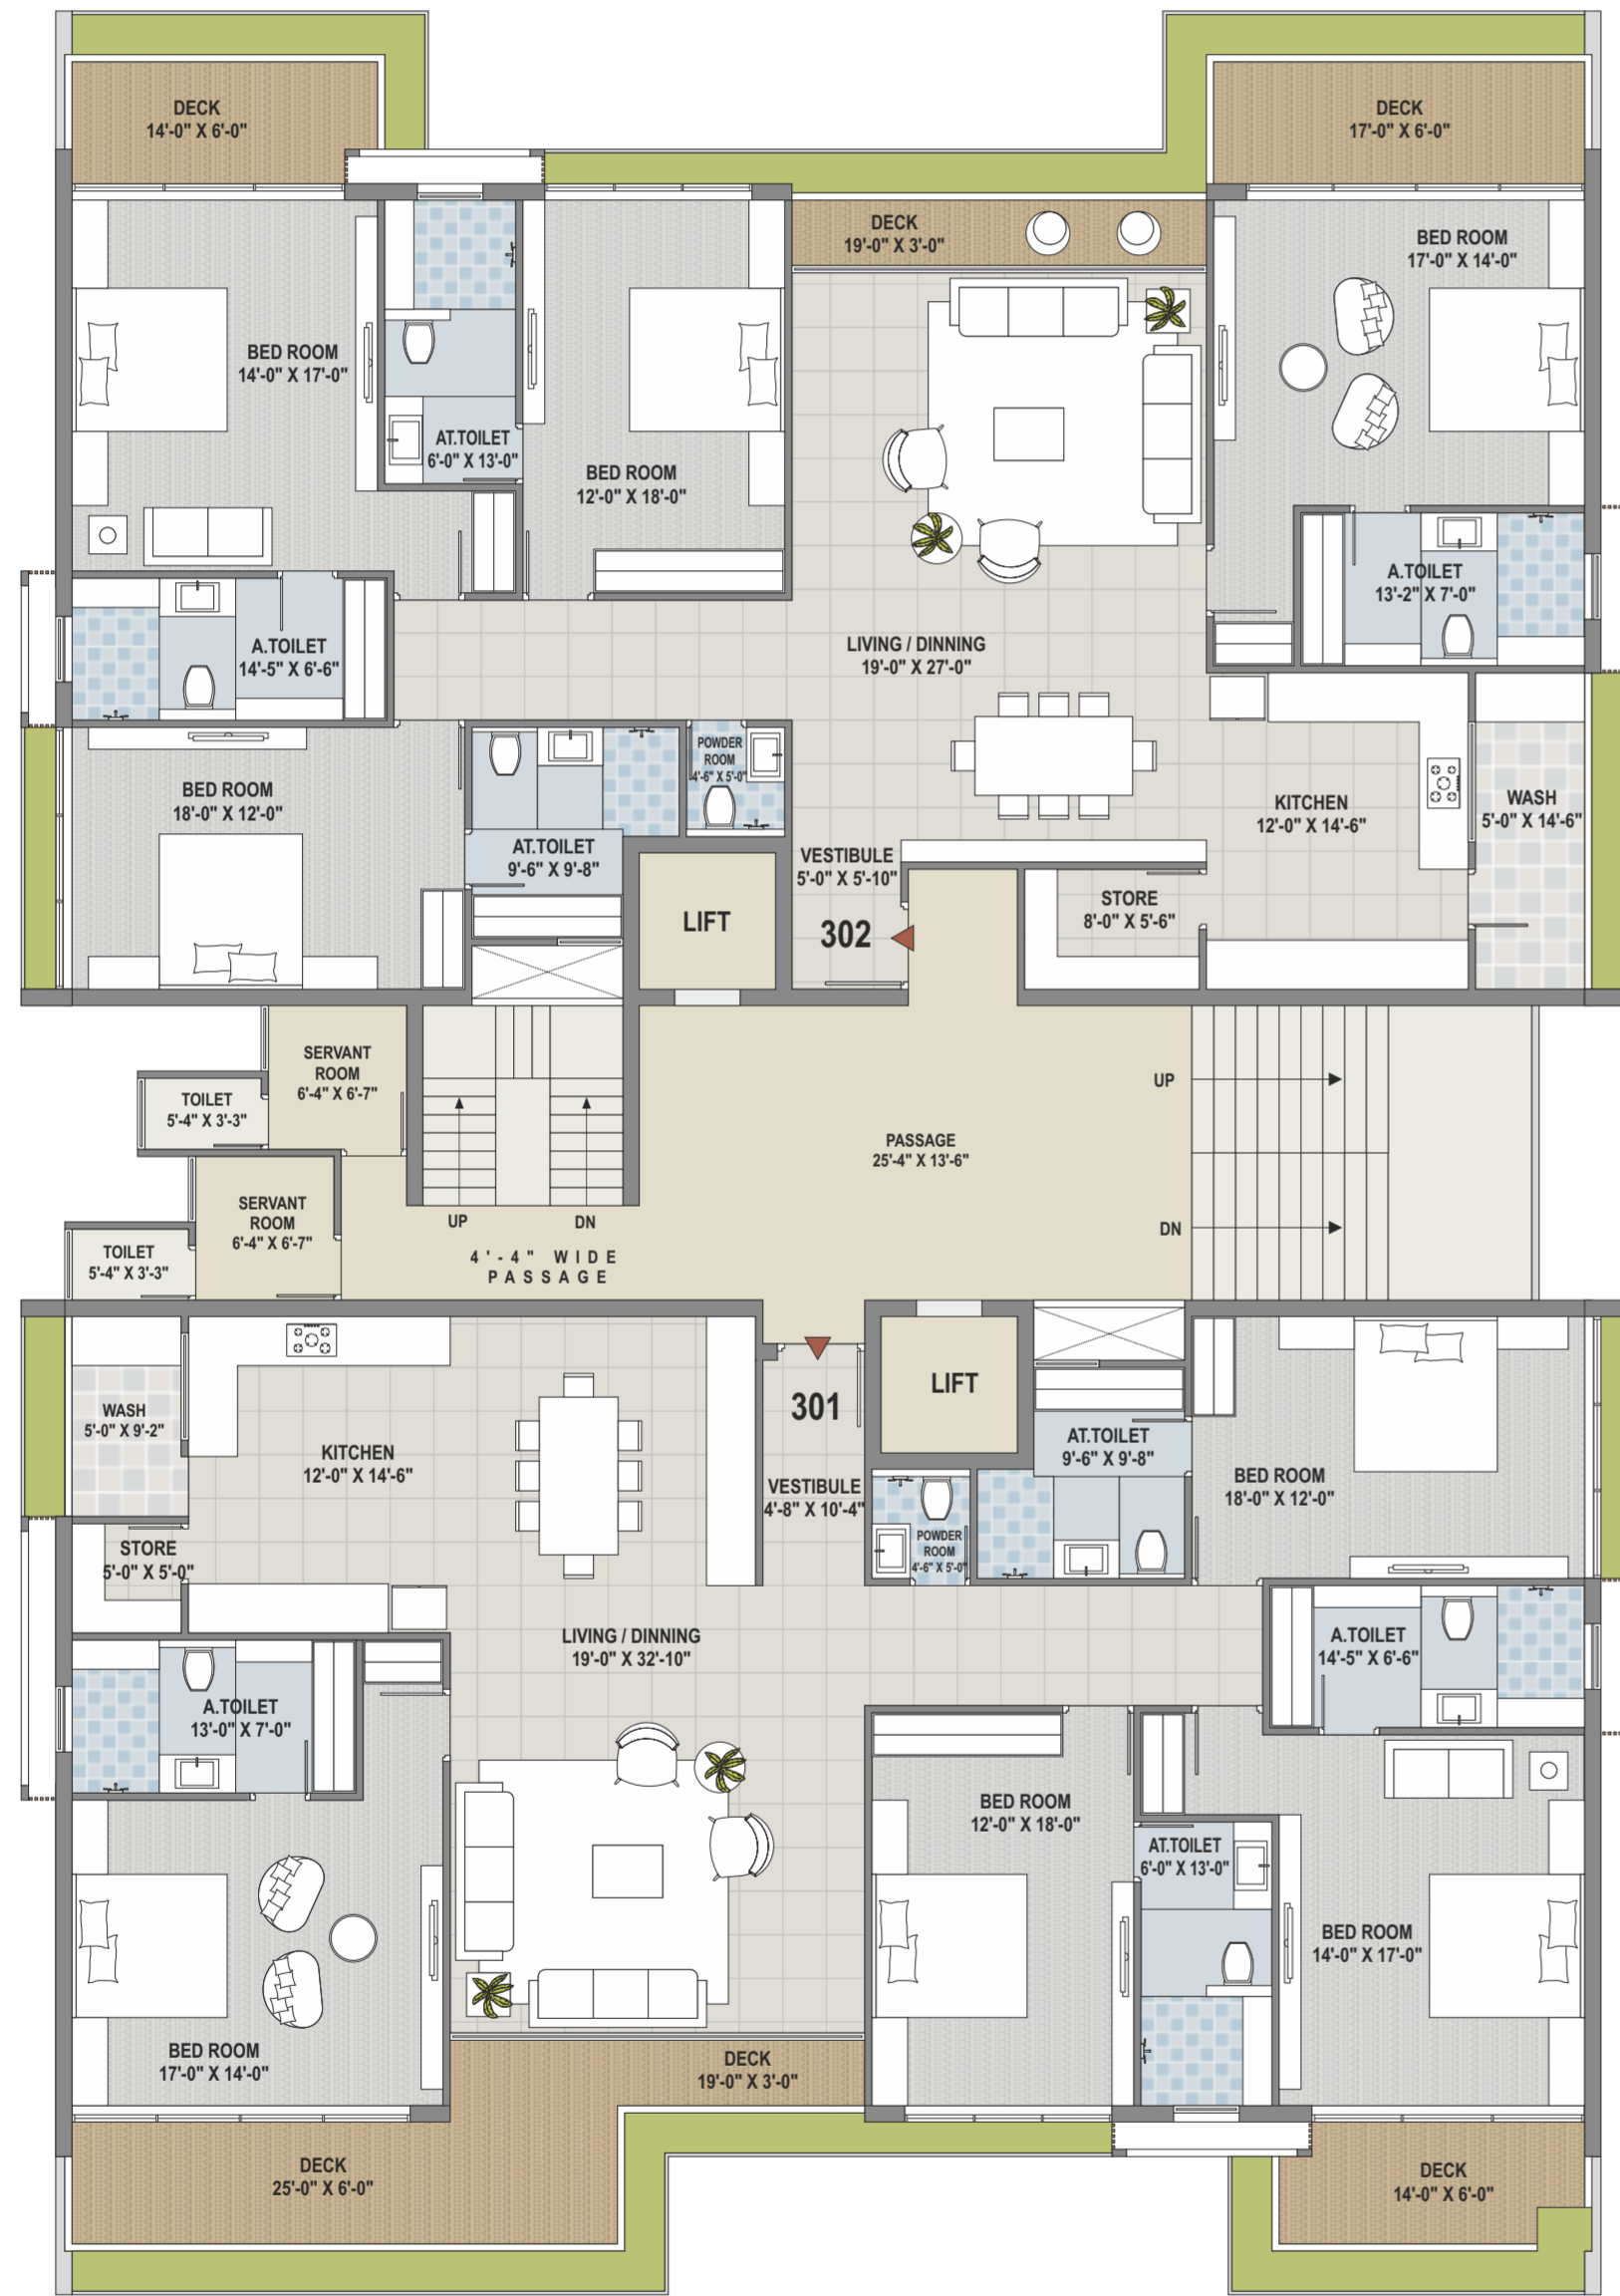 DECK
14'-0" X 6'-0"
DECK
17'-0" X 6'-0"
DECK
19'-0" X 3'-0"
BED ROOM
17'-0" X 14'-0"
BED ROOM
14'-0" X 17'-0"
AT.TOILET
6'-0" X 13'-0"
BED ROOM
12'-0" X 18'-0"
A.TOILET
13'-2" X 7'-0"
A.TOILET
14'-5" X 6'-6"
LIVING / DINNING
19'-0" X 27'-0"
POWDER
ROOM
4'-6" X 5'-0"
BED ROOM
18'-0" X 12'-0"
KITCHEN
12'-0" X 14'-6"
WASH
5'-0" X 14'-6"
AT.TOILET
9'-6" X 9'-8"
VESTIBULE
5'-0" X 5'-10"
STORE
8'-0" X 5'-6"
LIFT
302
SERVANT
ROOM
6'-4" X 6'-7"
UP
TOILET
5'-4" X 3'-3"
PASSAGE
25'-4" X 13'-6"
SERVANT
ROOM
6'-4" X 6'-7"
UP
DN
DN
TOILET
5'-4" X 3'-3"
4'-4" WIDE
PASSAGE
LIFT
301
WASH
5'-0" X 9'-2"
KITCHEN
12'-0" X 14'-6"
AT.TOILET
9'-6" X 9'-8"
BED ROOM
18'-0" X 12'-0"
VESTIBULE
4'-8" X 10'-4"
STORE
5'-0" X 5'-0"
POWDER
ROOM
4'-6" X 5'-0"
LIVING / DINNING
19'-0" X 32'-10"
A.TOILET
14'-5" X 6'-6"
A.TOILET
13'-0" X 7'-0"
BED ROOM
12'-0" X 18'-0"
AT.TOILET
6'-0" X 13'-0"
BED ROOM
14'-0" X 17'-0"
BED ROOM
17'-0" X 14'-0"
DECK
19'-0" X 3'-0"
DECK
25'-0" X 6'-0"
DECK
14'-0" X 6'-0"